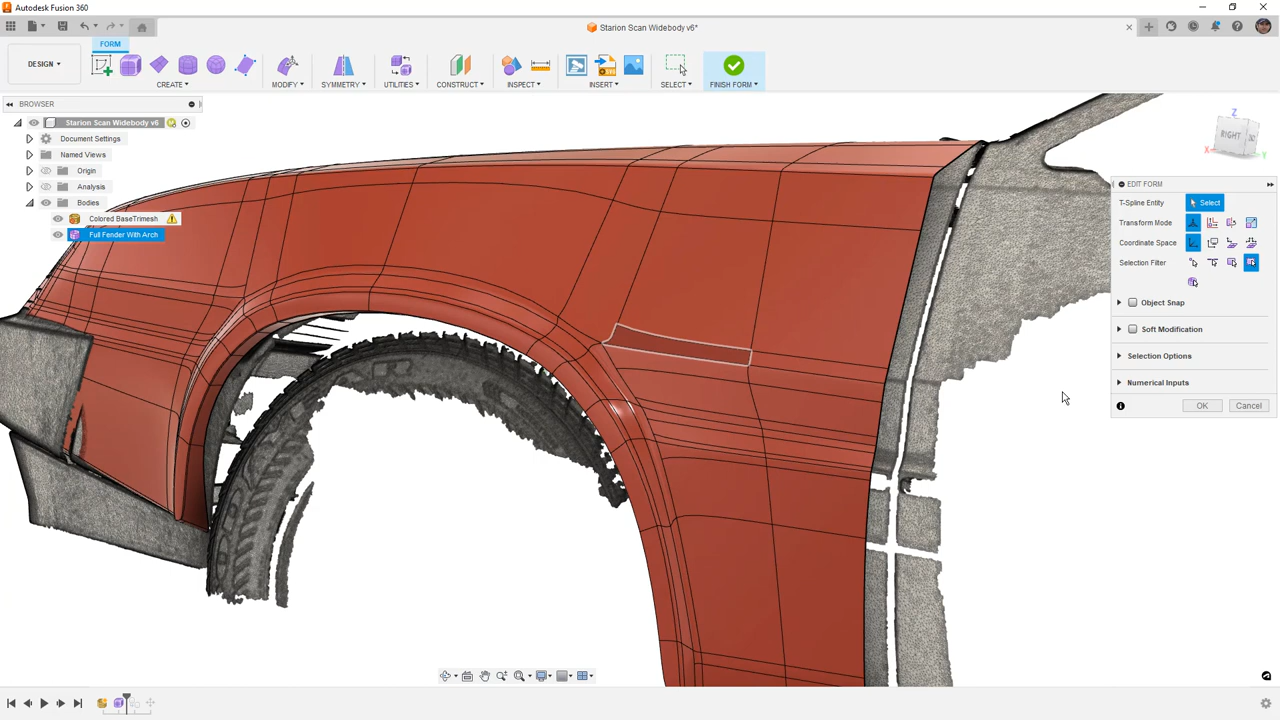 Autodesk Fusion 360
Starion Scan Widebody v6*
FORM
DESIGN
CREATE
MODIFY
SYMMETRY
UTILITIES
CONSTRUCT
INSPECT
INSERT
SELECT
FINISH FORM
BROWSER
Starion Scan Widebody v6
Document Settings
Named Views
Origin
Analysis
Bodies
Colored BaseTrimesh
Full Fender With Arch
Z
RIGHT
X
Y
EDIT FORM
T-Spline Entity
Select
Transform Mode
Coordinate Space
Selection Filter
Object Snap
Soft Modification
Selection Options
Numerical Inputs
OK
Cancel